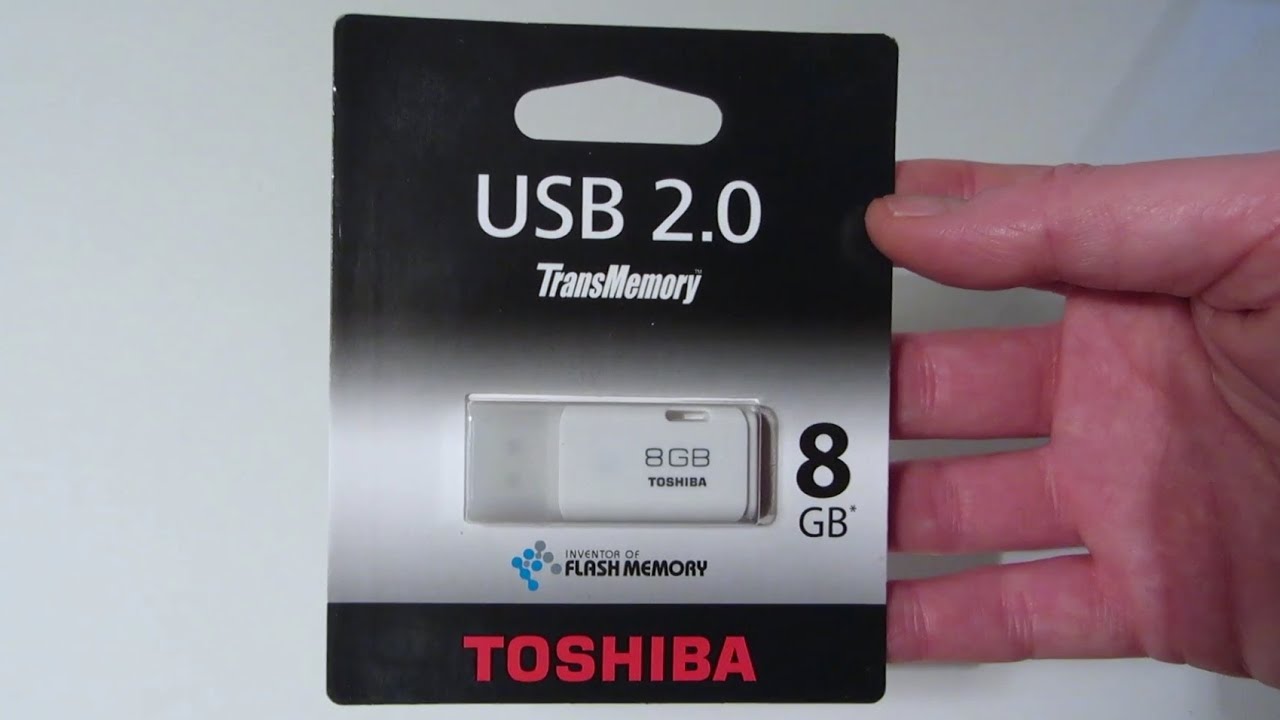 USB 2.0
TransMemory™
8GB
TOSHIBA
8
GB*
INVENTOR OF
FLASH MEMORY
TOSHIBA